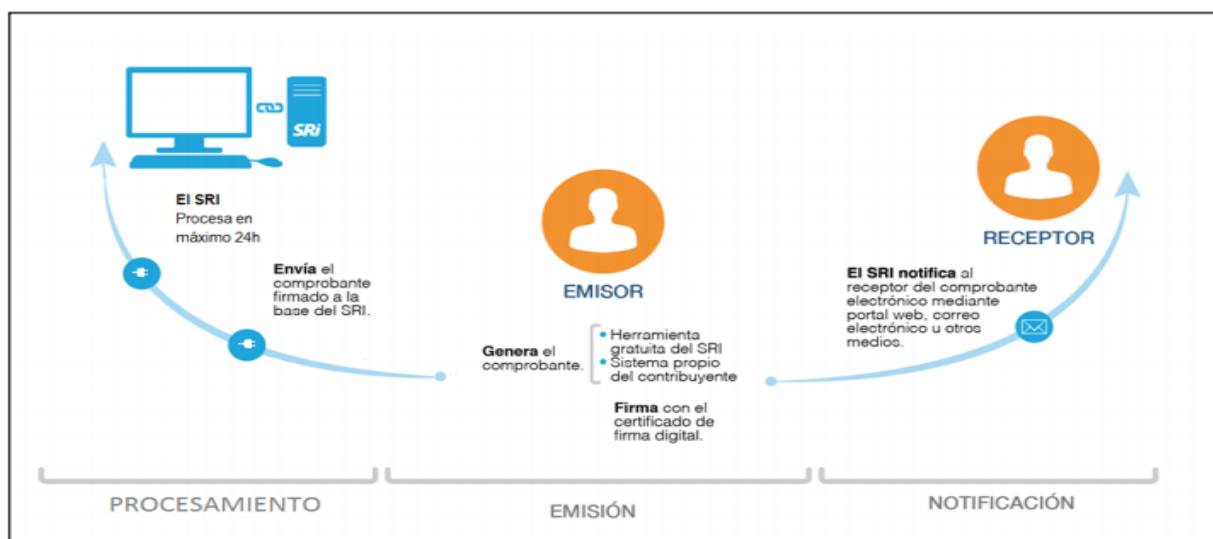 SRi
El SRI
Procesa en
máximo 24h
Envía el
comprobante
firmado a la
base del SRI.
EMISOR
Genera el
comprobante.
• Herramienta
gratuita del SRI
• Sistema propio
del contribuyente
Firma con el
certificado de
firma digital.
RECEPTOR
El SRI notifica al
receptor del comprobante
electrónico mediante
portal web, correo
electrónico u otros
medios.
PROCESAMIENTO
EMISIÓN
NOTIFICACIÓN